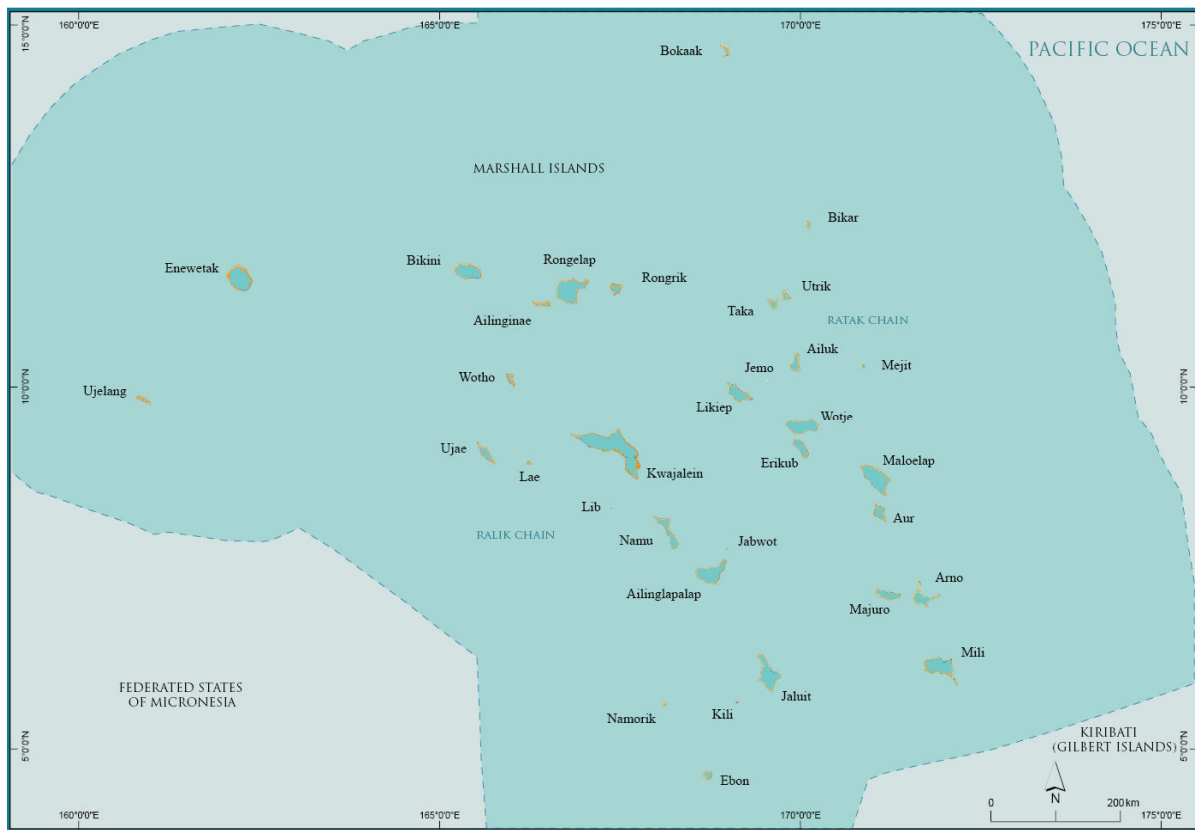 160°0'0"E
165°0'0"E
170°0'0"E
175°0'0"E
15°0'0"N
15°0'0"N
PACIFIC OCEAN
Bokaak
MARSHALL ISLANDS
Bikar
Enewetak
Bikini
Rongelap
Rongrik
Utrik
Taka
Ailinginae
RATAK CHAIN
Ailuk
Mejit
Jemo
Wotho
Ujelang
10°0'0"N
10°0'0"N
Likiep
Wotje
Ujae
Lae
Kwajalein
Erikub
Maloelap
Lib
Aur
RALIK CHAIN
Namu
Jabwot
Arno
Ailinglapalap
Majuro
Mili
FEDERATED STATES
OF MICRONESIA
Jaluit
Namorik
Kili
KIRIBATI
(GILBERT ISLANDS)
5°0'0"N
5°0'0"N
Ebon
N
0
200 km
160°0'0"E
165°0'0"E
170°0'0"E
175°0'0"E